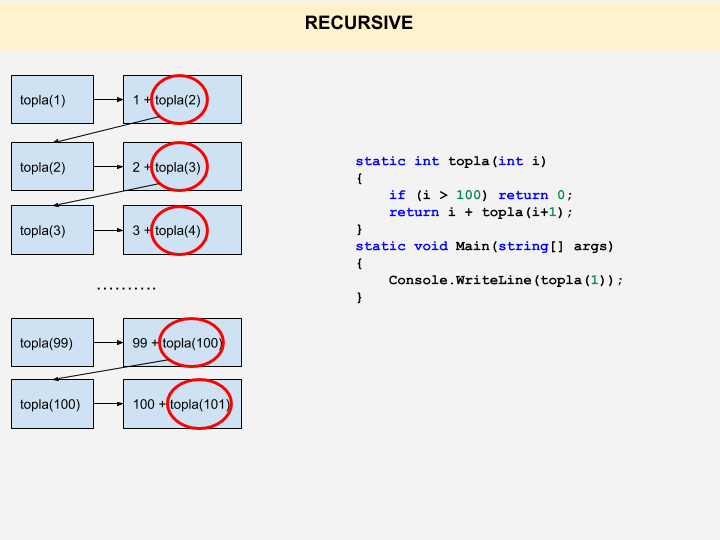 RECURSIVE
topla(1)
1 + topla(2)
topla(2)
2 + topla(3)
topla(3)
3 + topla(4)
……….
topla(99)
99 + topla(100)
topla(100)
100 + topla(101)
static int topla(int i)
{
    if (i > 100) return 0;
    return i + topla(i+1);
}
static void Main(string[] args)
{
    Console.WriteLine(topla(1));
}